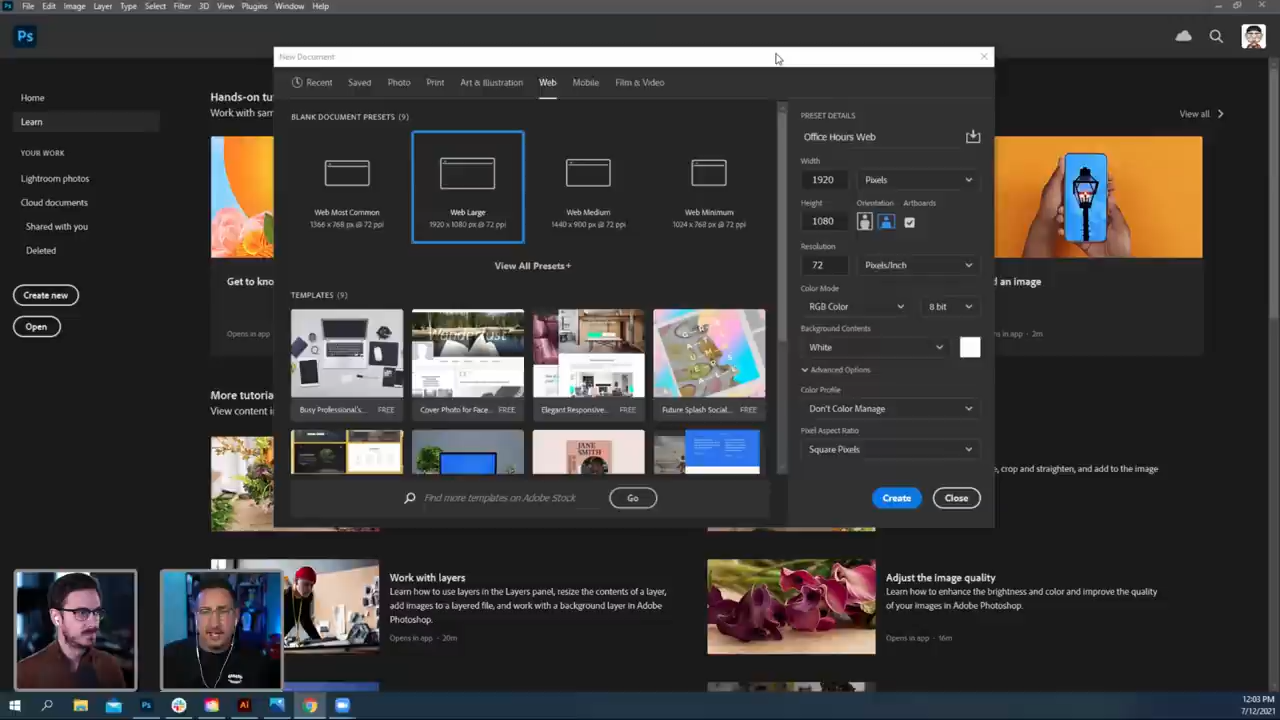 Ps File Edit Image Layer Type Select Filter 3D View Plugins Window Help
Ps
New Document
Recent Saved Photo Print Art & Illustration Web Mobile Film & Video
Home
Learn
YOUR WORK
Lightroom photos
Cloud documents
Shared with you
Deleted
Create new
Open
Hands-on tu
Work with sam
View all
Get to kno
Opens in app
d an image
ns in app · 2m
More tutoria
View content i
, crop and straighten, and add to the image
BLANK DOCUMENT PRESETS (9)
Web Most Common
1366 x 768 px @ 72 ppi
Web Large
1920 x 1080 px @ 72 ppi
Web Medium
1440 x 900 px @ 72 ppi
Web Minimum
1024 x 768 px @ 72 ppi
View All Presets+
TEMPLATES (9)
Wanderlust
Busy Professional's... FREE
Cover Photo for Face... FREE
Elegant Responsive... FREE
Future Splash Social... FREE
JANE
SMITH
Find more templates on Adobe Stock
Go
PRESET DETAILS
Office Hours Web
Width
1920 Pixels
Height Orientation Artboards
1080
Resolution
72 Pixels/Inch
Color Mode
RGB Color 8 bit
Background Contents
White
Advanced Options
Color Profile
Don't Color Manage
Pixel Aspect Ratio
Square Pixels
Create Close
Work with layers
Learn how to use layers in the Layers panel, resize the contents of a layer,
add images to a layered file, and work with a background layer in Adobe
Photoshop.
Opens in app · 20m
Adjust the image quality
Learn how to enhance the brightness and color and improve the quality
of your images in Adobe Photoshop.
Opens in app · 16m
Ps
Ai
12:03 PM
7/12/2021